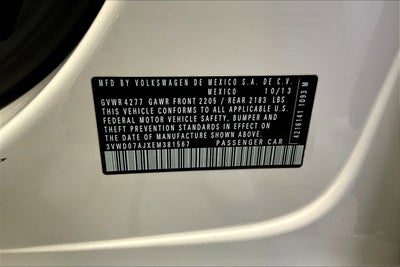 MFD BY VOLKSWAGEN DE MEXICO S.A. DE C.V.
MEXICO 10/13
GVWR 4277 GAWR FRONT 2205 / REAR 2183 LBS
THIS VEHICLE CONFORMS TO ALL APPLICABLE U.S.
FEDERAL MOTOR VEHICLE SAFETY, BUMPER AND
THEFT PREVENTION STANDARDS IN EFFECT
ON THE DATE OF MANUFACTURE SHOWN ABOVE.
3VWD07AJXEM381567 PASSENGER CAR
4216141 1093 M